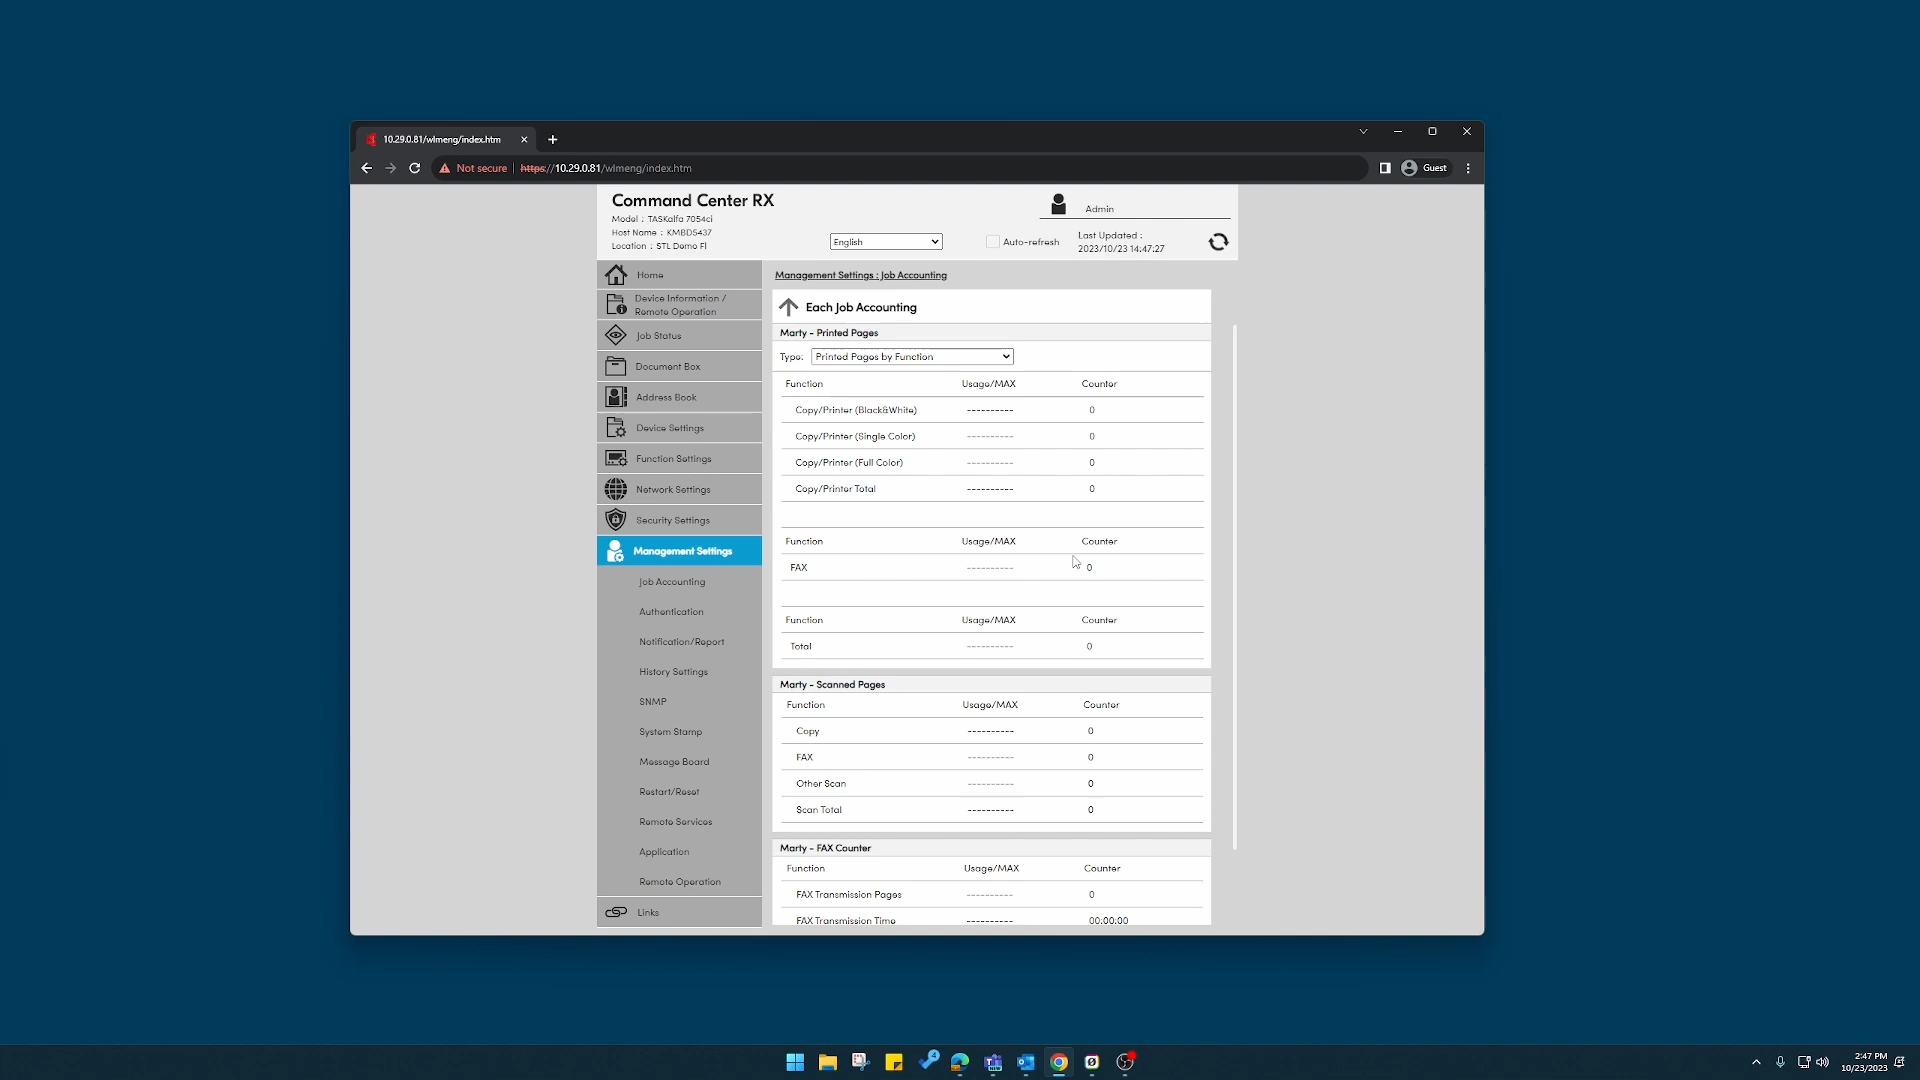 10.29.0.81/wlmeng/index.htm
Not secure https://10.29.0.81/wlmeng/index.htm
Guest
Command Center RX
Model : TASKalfa 7054ci
Host Name : KMBD5437
Location : STL Demo Fl
English
Admin
Auto-refresh
Last Updated :
2023/10/23 14:47:27
Home
Device Information /
Remote Operation
Job Status
Document Box
Address Book
Device Settings
Function Settings
Network Settings
Security Settings
Management Settings
Job Accounting
Authentication
Notification/Report
History Settings
SNMP
System Stamp
Message Board
Restart/Reset
Remote Services
Application
Remote Operation
Links
Management Settings : Job Accounting
Each Job Accounting
Marty - Printed Pages
Type: Printed Pages by Function
Function Usage/MAX Counter
Copy/Printer (Black&White) ---------- 0
Copy/Printer (Single Color) ---------- 0
Copy/Printer (Full Color) ---------- 0
Copy/Printer Total ---------- 0
Function Usage/MAX Counter
FAX ---------- 0
Function Usage/MAX Counter
Total ---------- 0
Marty - Scanned Pages
Function Usage/MAX Counter
Copy ---------- 0
FAX ---------- 0
Other Scan ---------- 0
Scan Total ---------- 0
Marty - FAX Counter
Function Usage/MAX Counter
FAX Transmission Pages ---------- 0
FAX Transmission Time ---------- 00:00:00
4
2:47 PM
10/23/2023